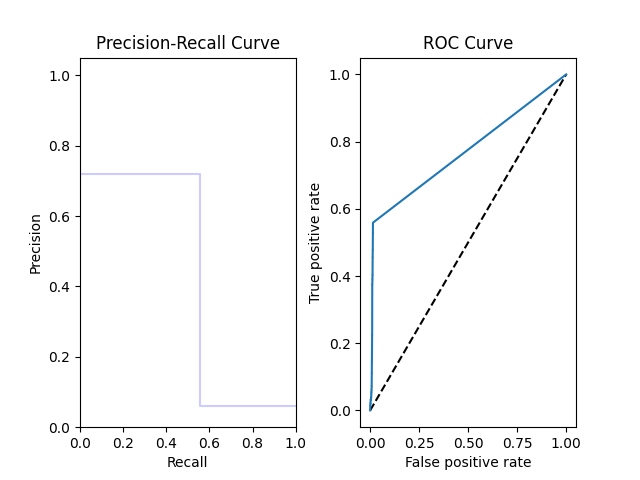 Precision-Recall Curve
1.0
0.8
0.6
0.4
0.2
0.0
Precision
0.0 0.2 0.4 0.6 0.8 1.0
Recall
ROC Curve
1.0
0.8
0.6
0.4
0.2
0.0
True positive rate
0.00 0.25 0.50 0.75 1.00
False positive rate